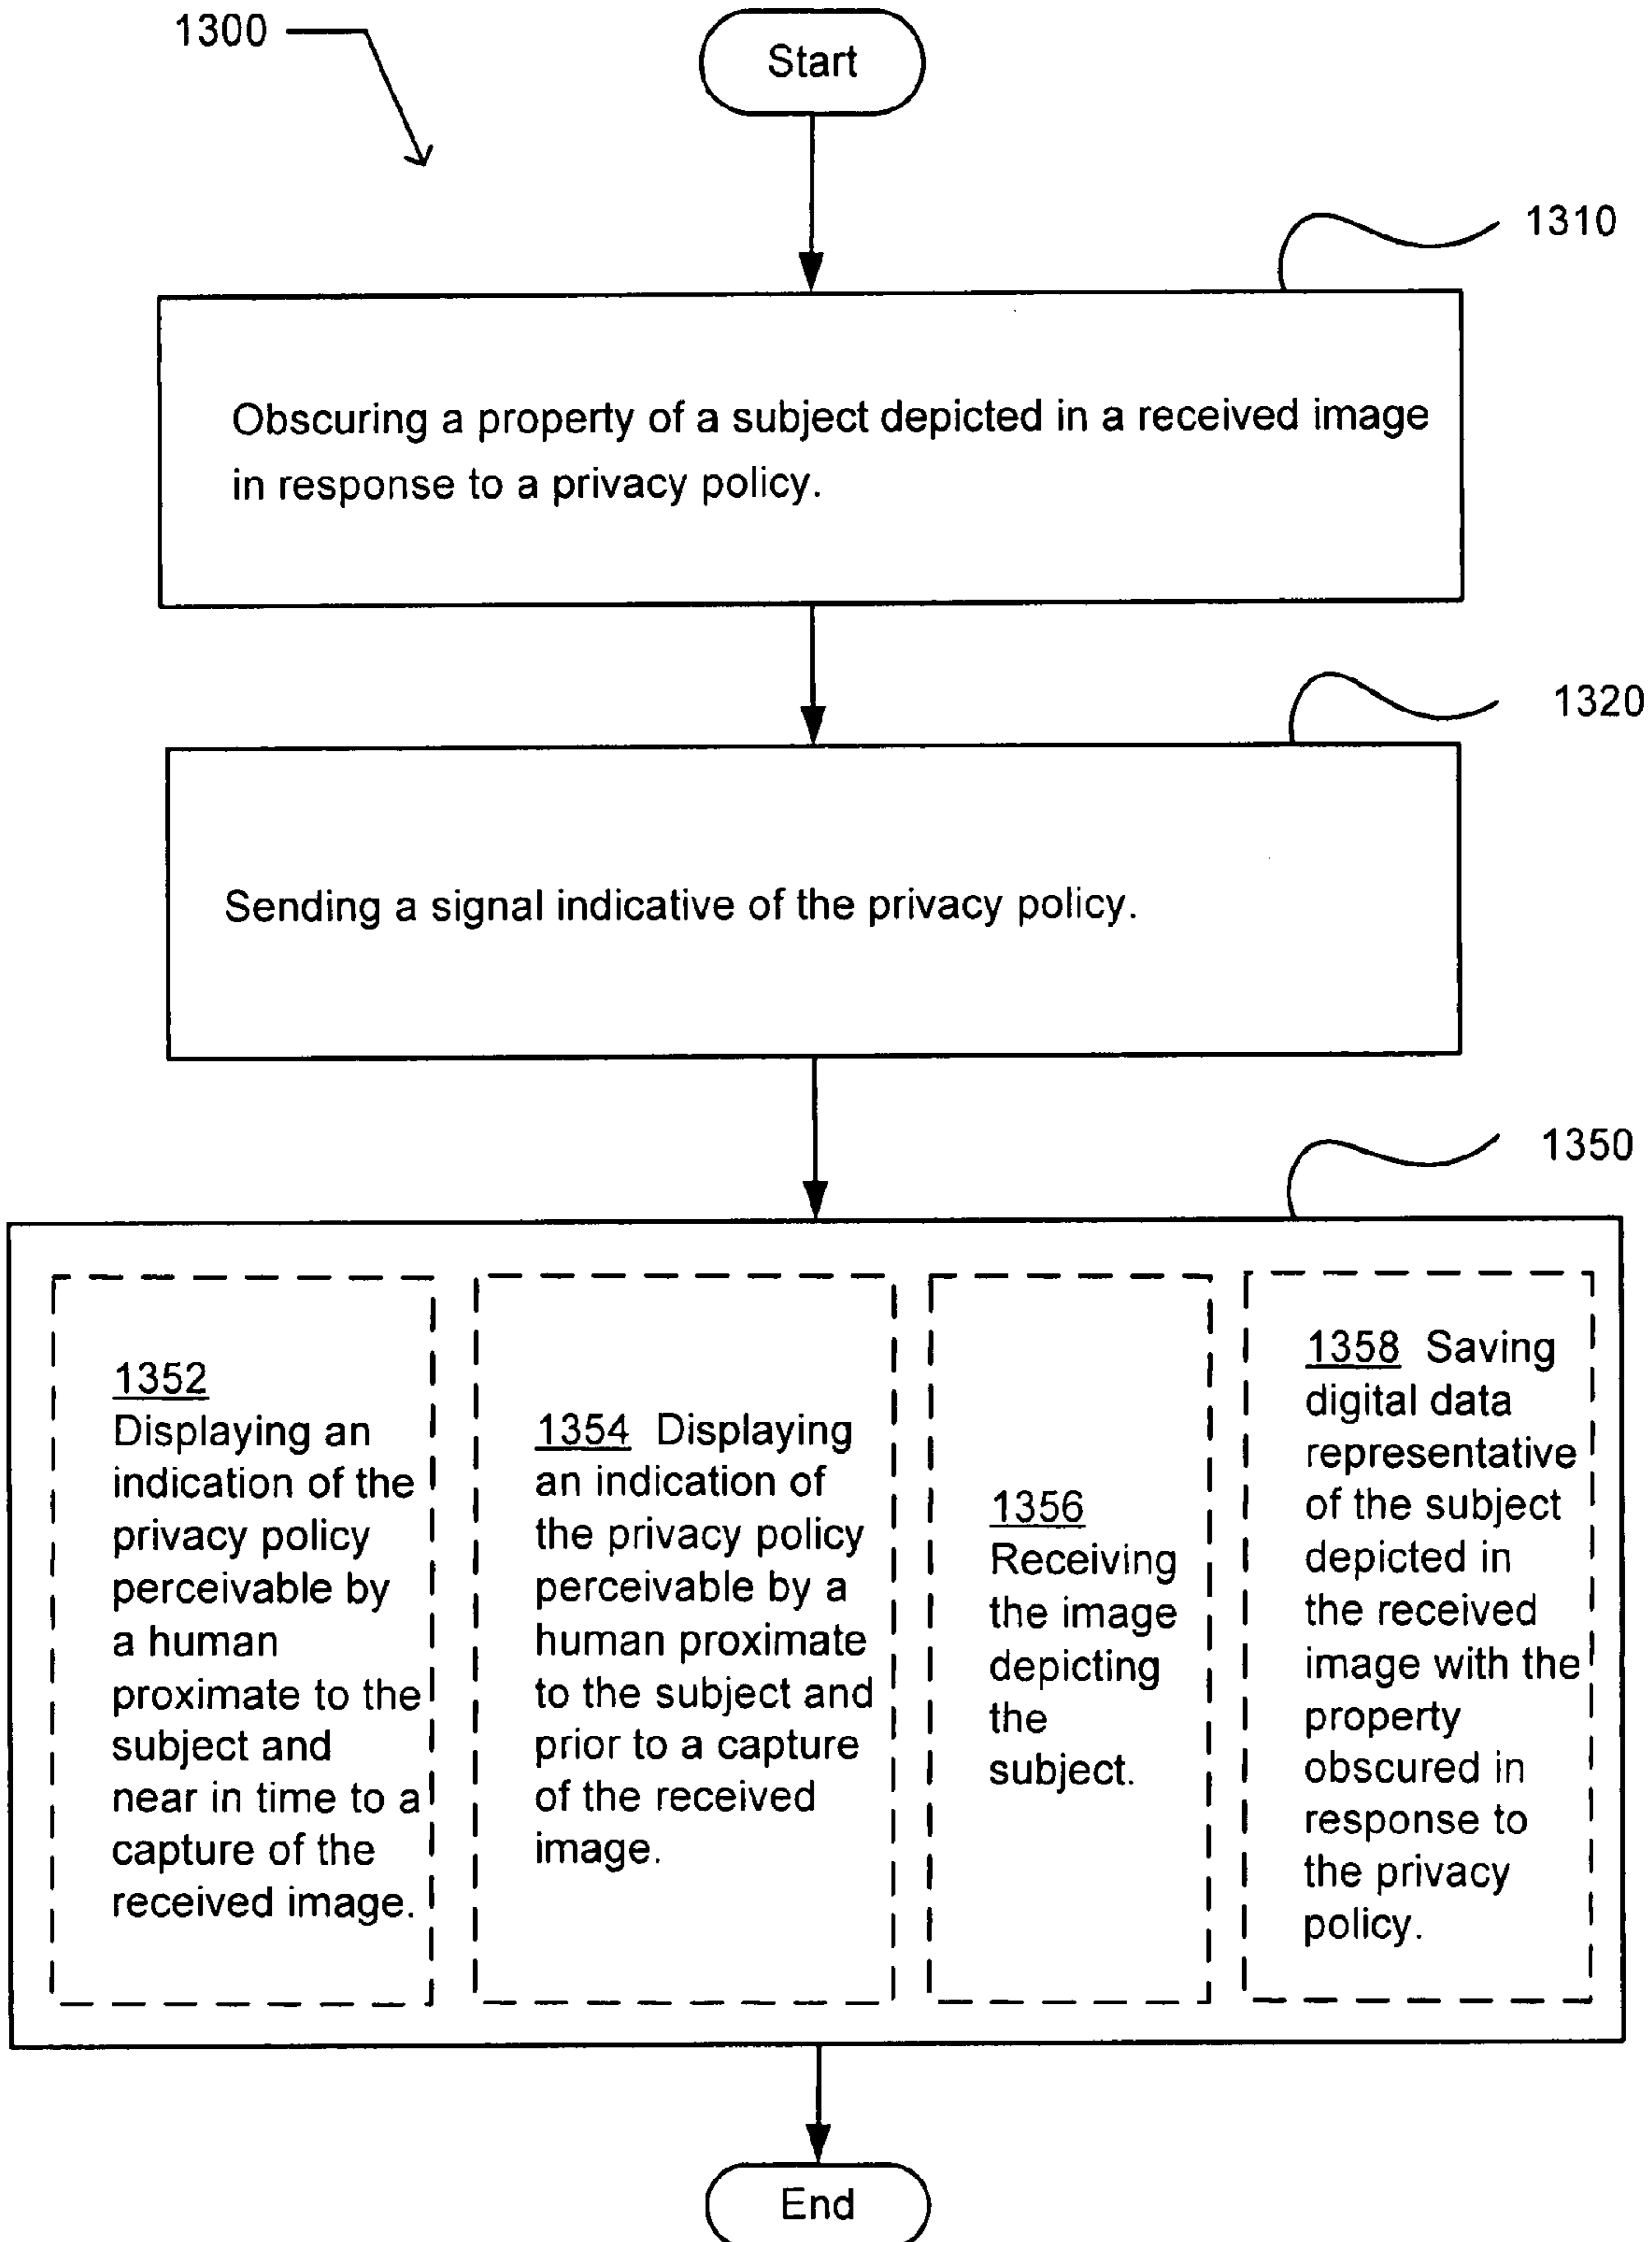 1300
Start
1310
Obscuring a property of a subject depicted in a received image
in response to a privacy policy.
1320
Sending a signal indicative of the privacy policy.
1350
1352
Displaying an
indication of the
privacy policy
perceivable by
a human
proximate to the
subject and
near in time to a
capture of the
received image.
1354 Displaying
an indication of
the privacy policy
perceivable by a
human proximate
to the subject and
prior to a capture
of the received
image.
1356
Receiving
the image
depicting
the
subject.
1358 Saving
digital data
representative
of the subject
depicted in
the received
image with the
property
obscured in
response to
the privacy
policy.
End